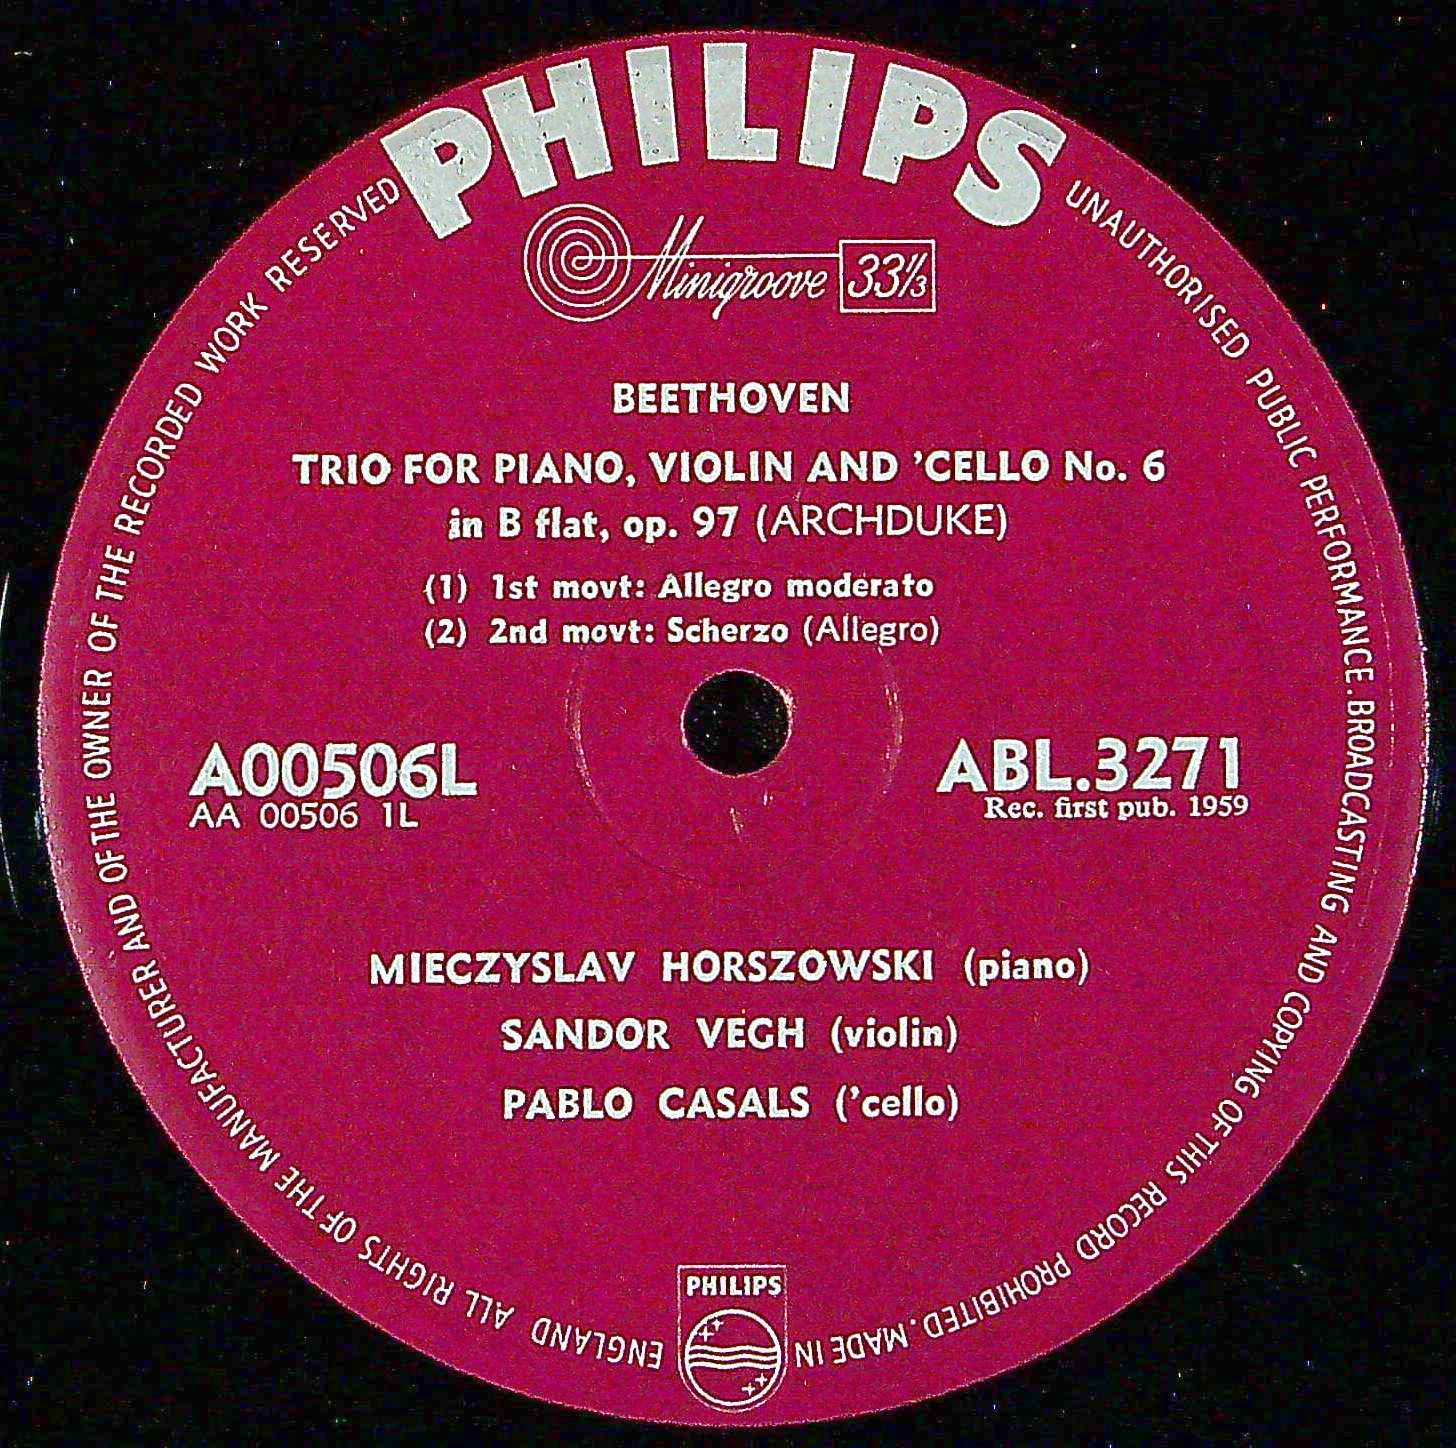 PHILIPS
Minigroove 33⅓
BEETHOVEN
TRIO FOR PIANO, VIOLIN AND 'CELLO No. 6
in B flat, op. 97 (ARCHDUKE)
(1) 1st movt: Allegro moderato
(2) 2nd movt: Scherzo (Allegro)
A00506L
AA 00506 1L
ABL.3271
Rec. first pub. 1959
MIECZYSLAV HORSZOWSKI (piano)
SANDOR VEGH (violin)
PABLO CASALS ('cello)
PHILIPS
ALL RIGHTS OF THE MANUFACTURER AND OF THE OWNER OF THE RECORDED WORK RESERVED
UNAUTHORISED PUBLIC PERFORMANCE. BROADCASTING AND COPYING OF THIS RECORD PROHIBITED. MADE IN ENGLAND